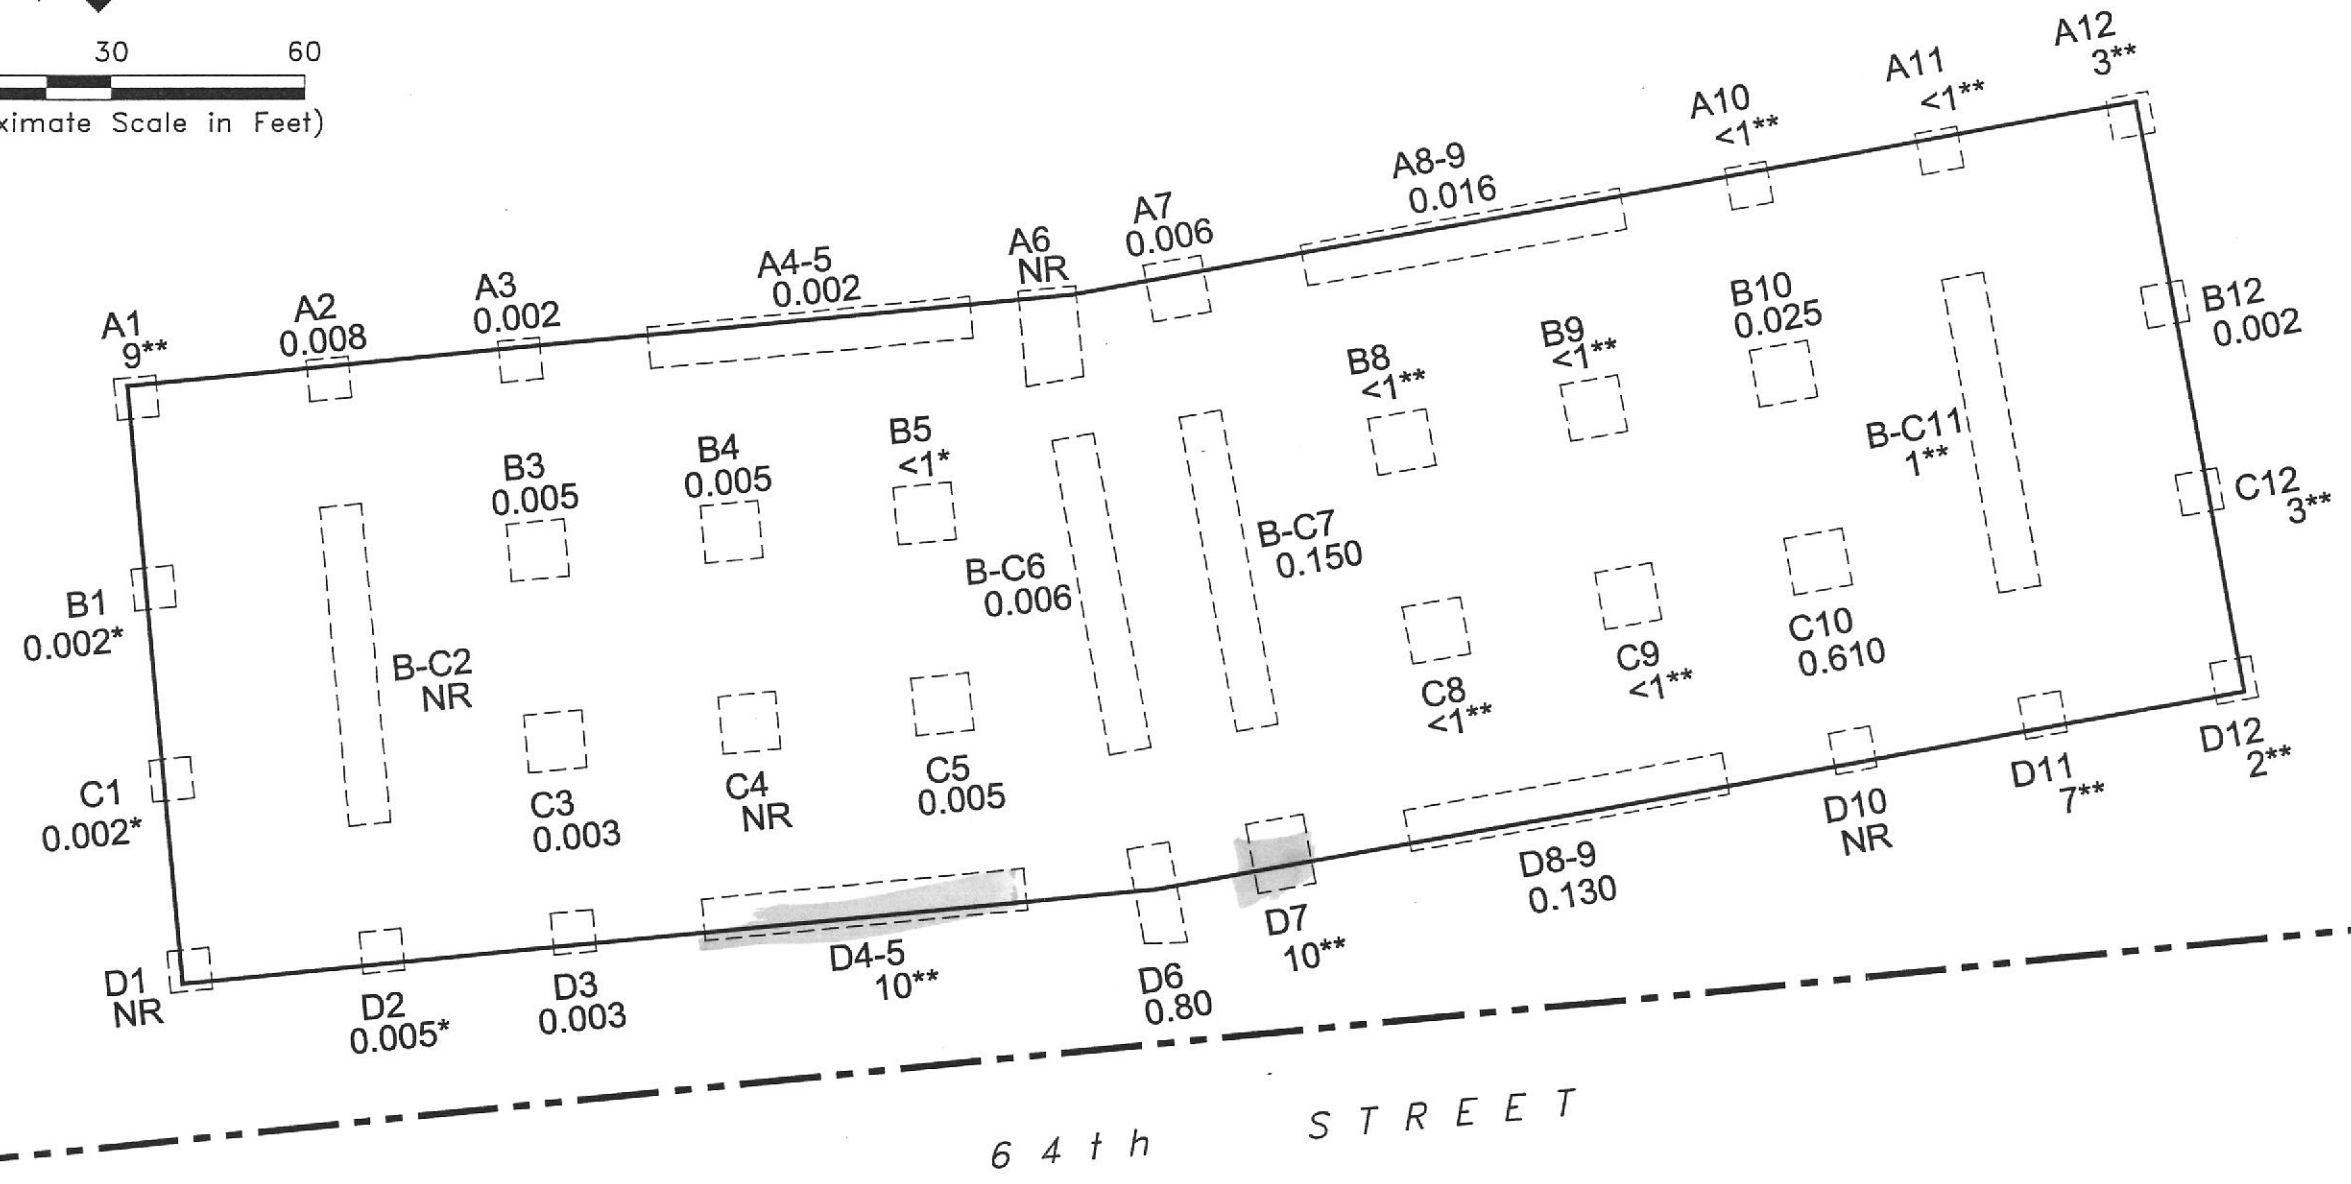 30 60
ximate Scale in Feet)
A12
3**
A11
<1**
A10
<1**
A8-9
0.016
A7
0.006
A6
NR
A4-5
0.002
A3
0.002
A2
0.008
A1
9**
B12
0.002
B10
0.025
B9
<1**
B8
<1**
B5
<1*
B4
0.005
B3
0.005
B-C11
1**
C12
3**
B-C7
0.150
B-C6
0.006
B1
0.002*
B-C2
NR
C10
0.610
C9
<1**
C8
<1**
C5
0.005
C4
NR
C3
0.003
C1
0.002*
D12
2**
D11
7**
D10
NR
D8-9
0.130
D7
10**
D6
0.80
D4-5
10**
D3
0.003
D2
0.005*
D1
NR
64th STREET